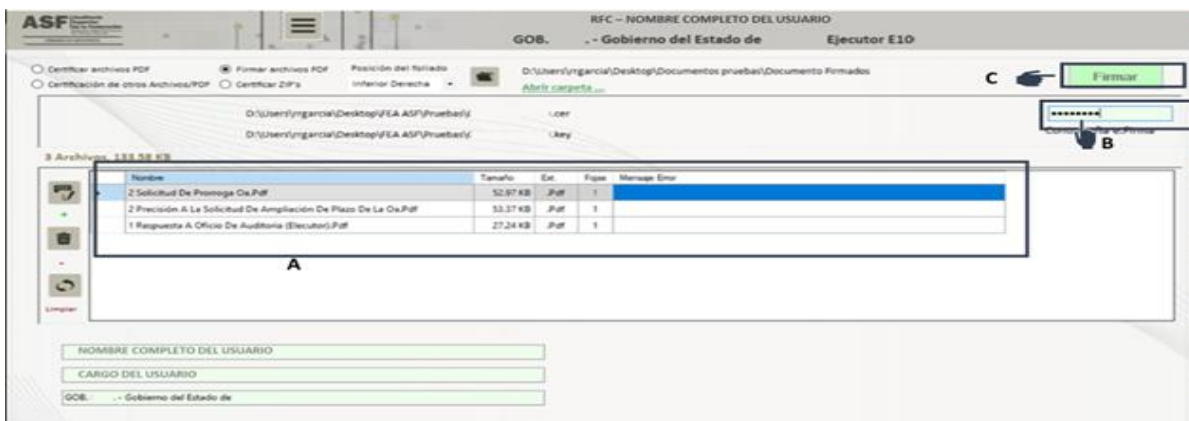 ASF
RFC – NOMBRE COMPLETO DEL USUARIO
GOB. .- Gobierno del Estado de Ejecutor E10
Certificar archivos PDF
Firmar archivos PDF
Posición del foliado
Certificación de otros Archivos/PDF
Certificar ZIP's
Inferior Derecha
D:\Users\rrgarcia\Desktop\Documentos pruebas\Documento Firmados
Abrir carpeta ...
C
Firmar
D:\Users\rrgarcia\Desktop\FEA ASF\Pruebas\ .cer
D:\Users\rrgarcia\Desktop\FEA ASF\Pruebas\ .key
••••••••
B
3 Archivos, 133.58 KB
Nombre Tamaño Ext. Fojas Mensaje Error
2 Solicitud De Prorroga Oa.Pdf 52.97 KB .Pdf 1
2 Precisión A La Solicitud De Ampliación De Plazo De La Oa.Pdf 53.37 KB .Pdf 1
1 Respuesta A Oficio De Auditoria (Elecutor).Pdf 27.24 KB .Pdf 1
+
A
-
Limpiar
NOMBRE COMPLETO DEL USUARIO
CARGO DEL USUARIO
GOB. .- Gobierno del Estado de